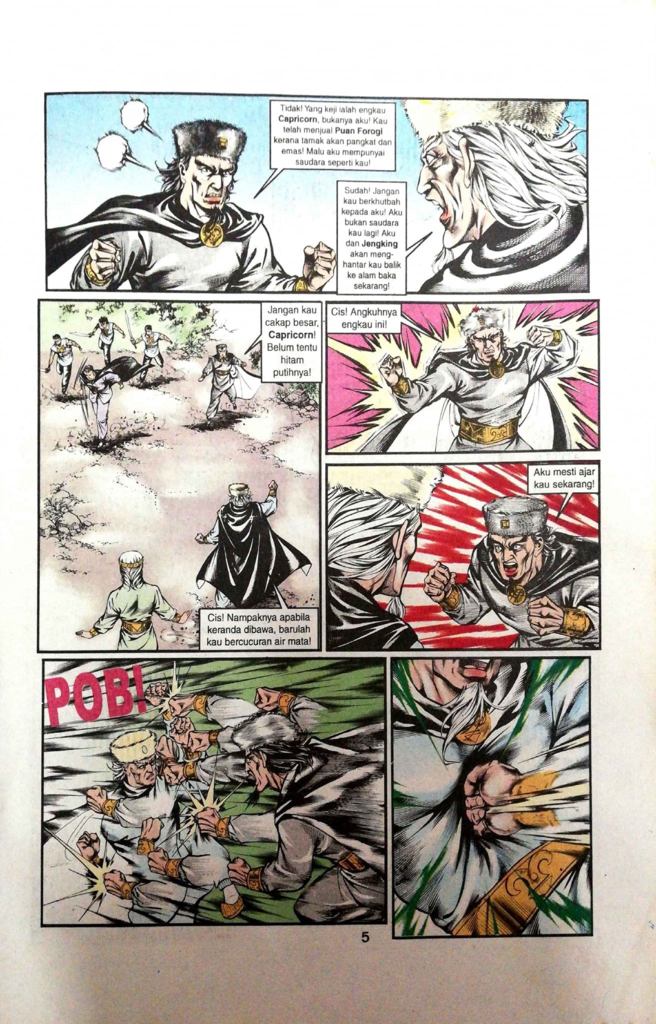 Tidak! Yang keji ialah engkau
Capricorn, bukanya aku! Kau
telah menjual Puan Forogi
kerana tamak akan pangkat dan
emas! Malu aku mempunyai
saudara seperti kau!
Sudah! Jangan
kau berkhutbah
kepada aku! Aku
bukan saudara
kau lagi! Aku
dan Jengking
akan meng-
hantar kau balik
ke alam baka
sekarang!
Jangan kau
cakap besar,
Capricorn!
Belum tentu
hitam
putihnya!
Cis! Nampaknya apabila
keranda dibawa, barulah
kau bercucuran air mata!
Cis! Angkuhnya
engkau ini!
Aku mesti ajar
kau sekarang!
POB!
5